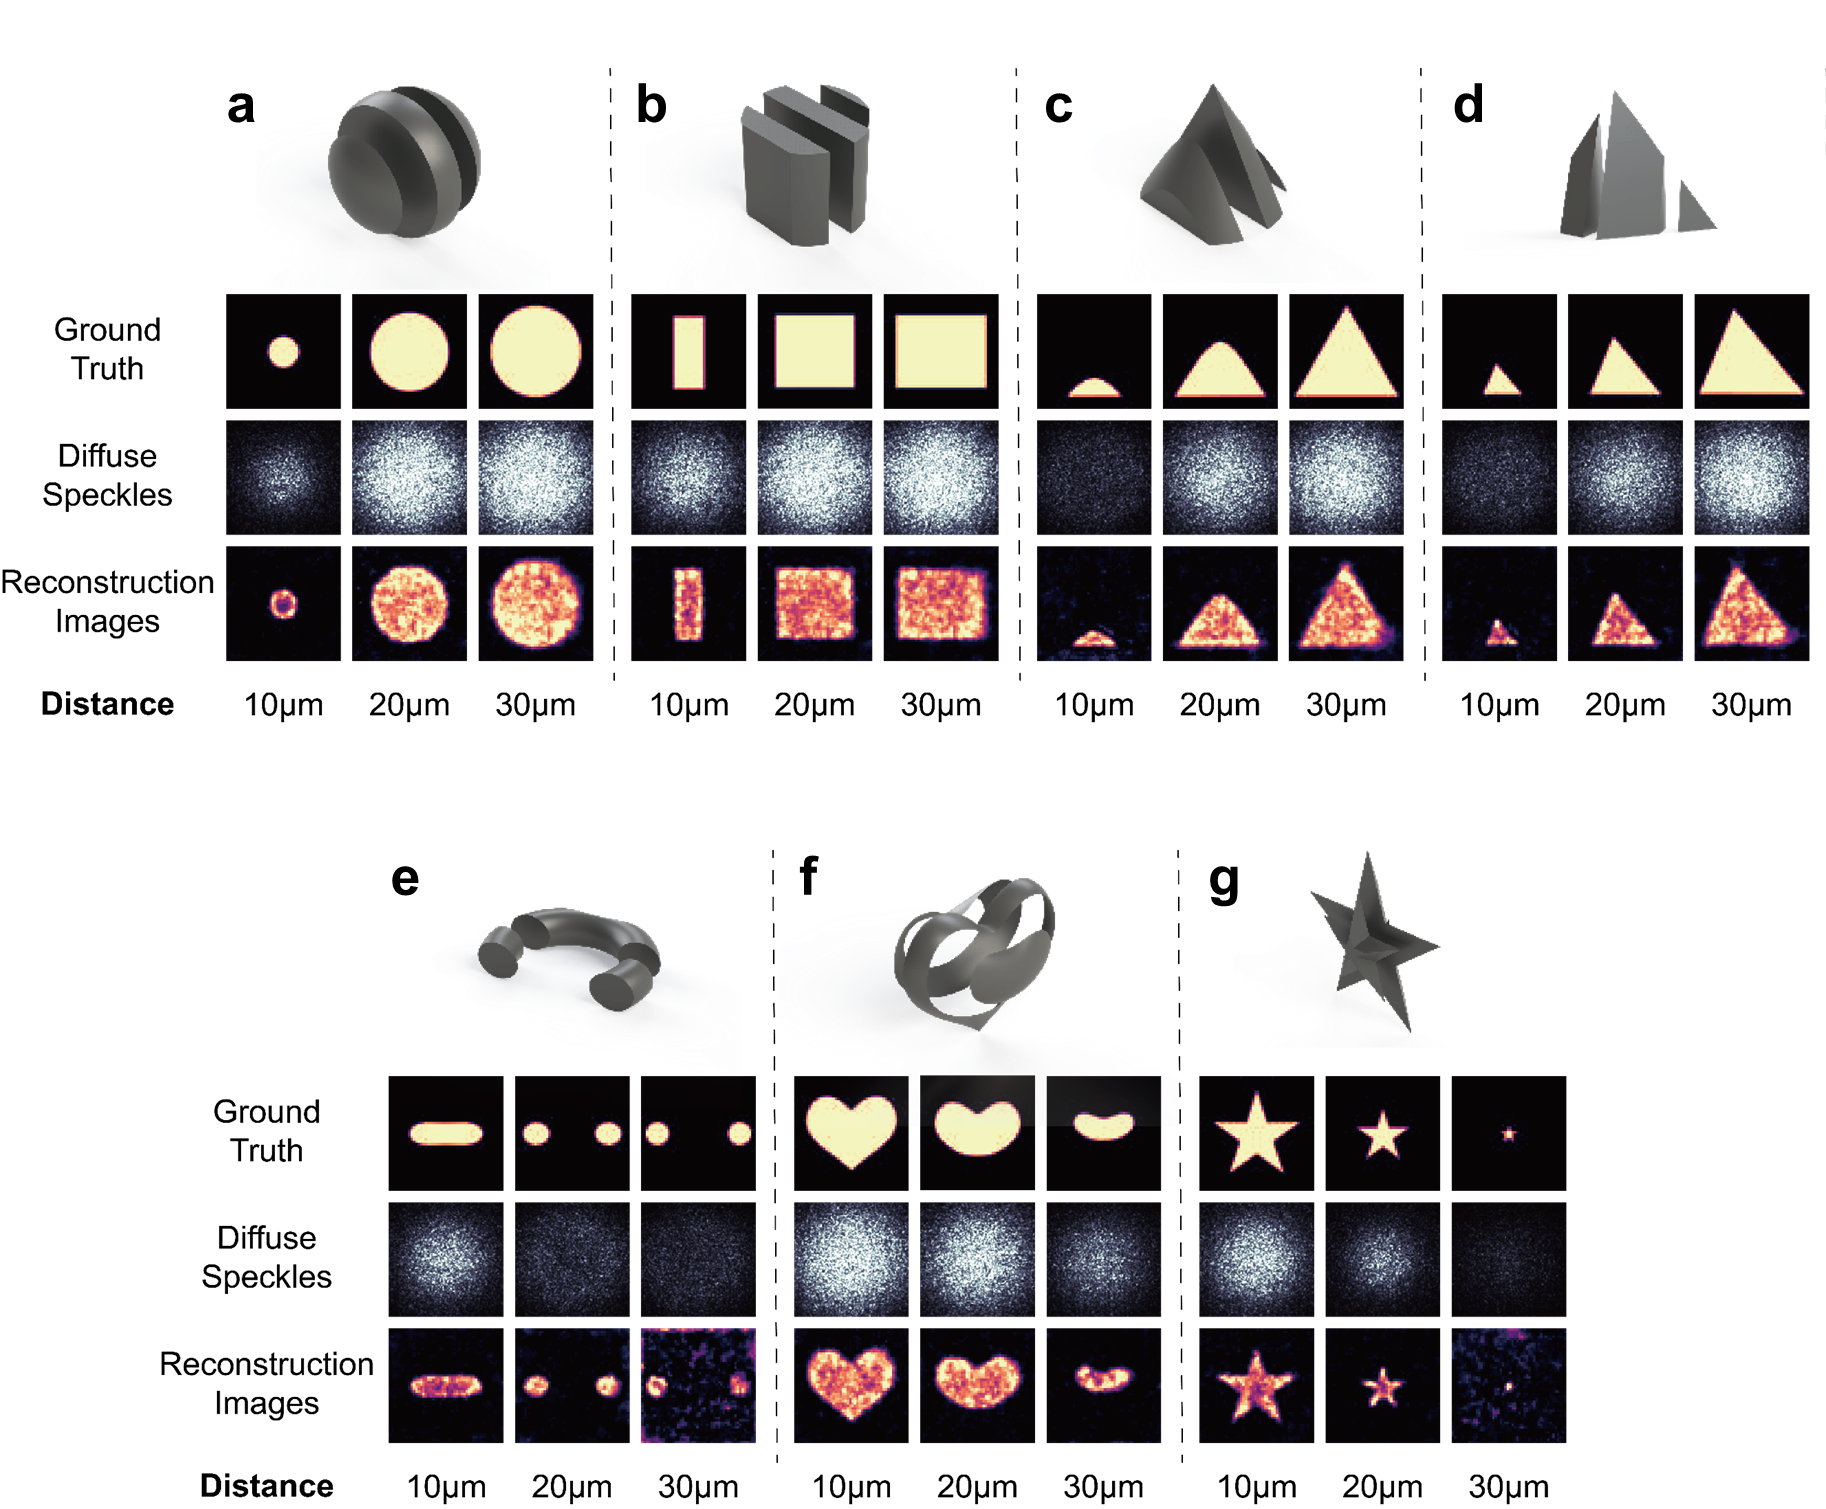 a
b
c
d
Ground
Truth
Diffuse
Speckles
Reconstruction
Images
Distance 10µm 20µm 30µm 10µm 20µm 30µm 10µm 20µm 30µm 10µm 20µm 30µm
e
f
g
Ground
Truth
Diffuse
Speckles
Reconstruction
Images
Distance 10µm 20µm 30µm 10µm 20µm 30µm 10µm 20µm 30µm